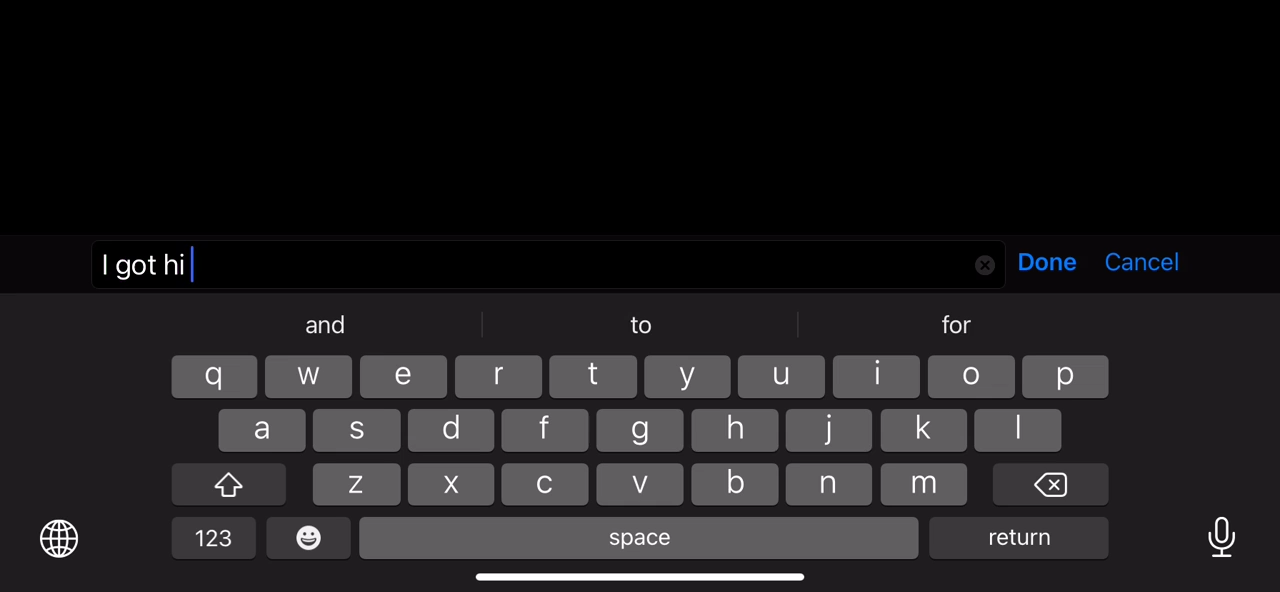 I got hi
Done Cancel
and to for
q w e r t y u i o p
a s d f g h j k l
z x c v b n m
123 space return